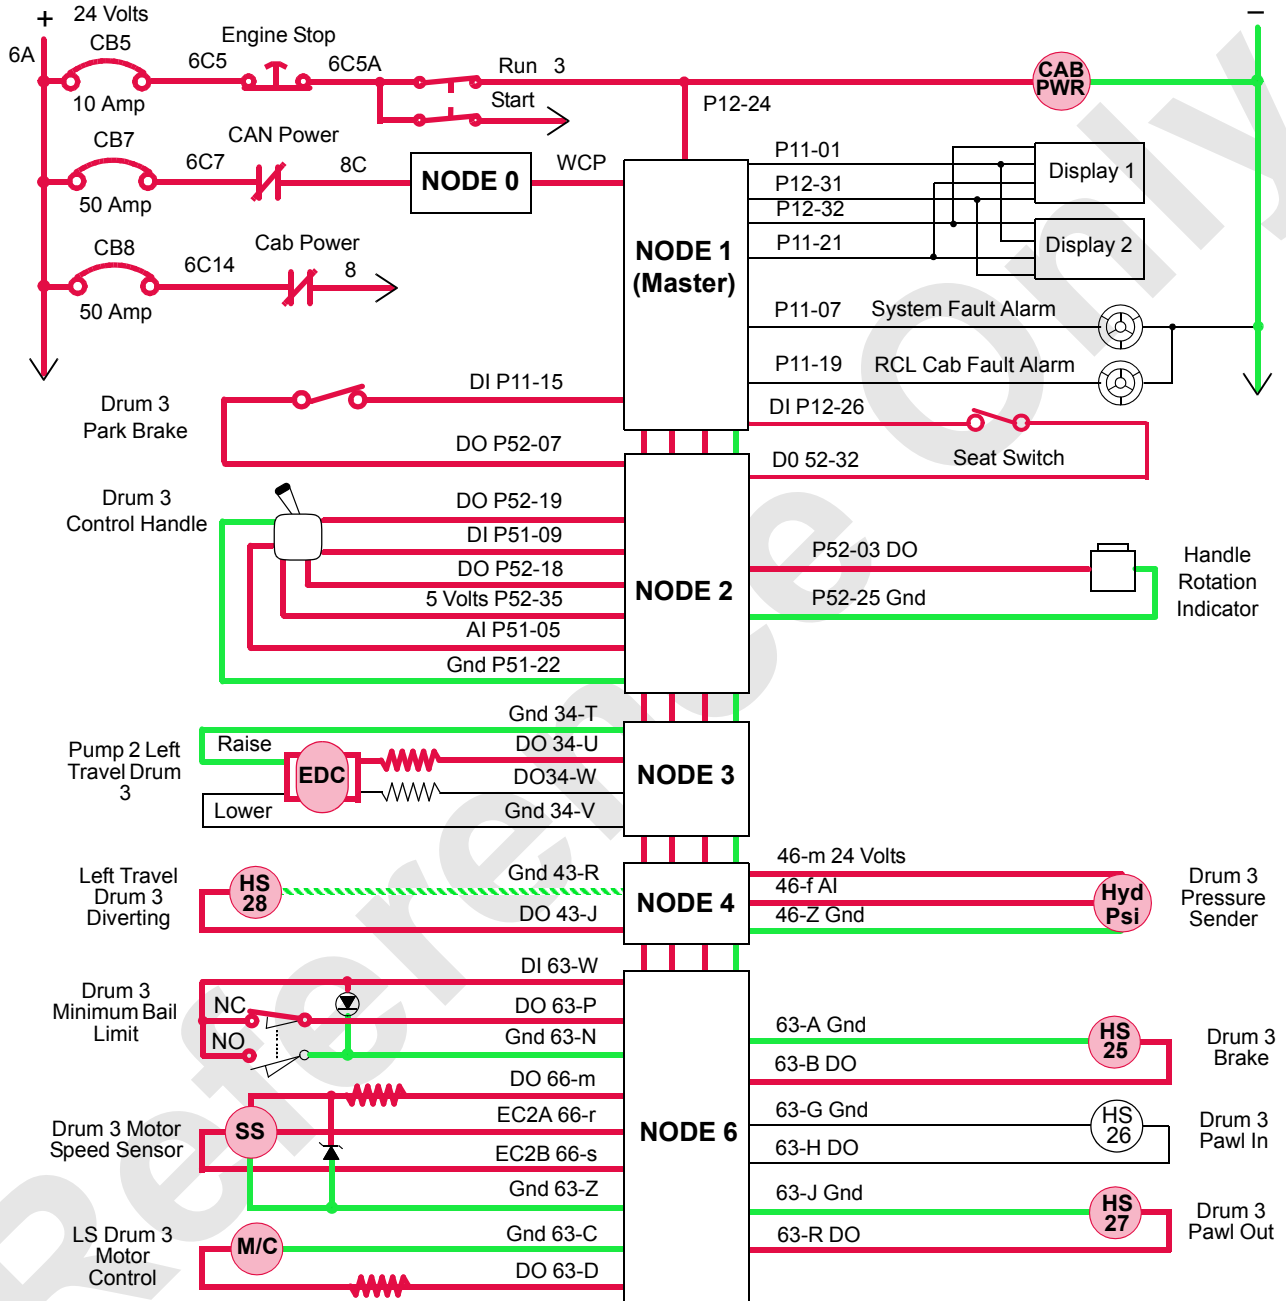 + 24 Volts
−
6A
CB5
10 Amp
6C5
Engine Stop
6C5A
Run 3
Start
P12-24
CAB
PWR
CB7
50 Amp
6C7
CAN Power
8C
NODE 0
WCP
CB8
50 Amp
6C14
Cab Power
8
NODE 1
(Master)
P11-01
P12-31
P12-32
P11-21
Display 1
Display 2
P11-07
System Fault Alarm
P11-19
RCL Cab Fault Alarm
Drum 3
Park Brake
DI P11-15
DO P52-07
DI P12-26
D0 52-32
Seat Switch
Drum 3
Control Handle
DO P52-19
DI P51-09
DO P52-18
5 Volts P52-35
AI P51-05
Gnd P51-22
NODE 2
P52-03 DO
P52-25 Gnd
Handle
Rotation
Indicator
Pump 2 Left
Travel Drum
3
Raise
Lower
EDC
Gnd 34-T
DO 34-U
DO34-W
Gnd 34-V
NODE 3
Left Travel
Drum 3
Diverting
HS
28
Gnd 43-R
DO 43-J
NODE 4
46-m 24 Volts
46-f AI
46-Z Gnd
Hyd
Psi
Drum 3
Pressure
Sender
Drum 3
Minimum Bail
Limit
NC
NO
DI 63-W
DO 63-P
Gnd 63-N
Drum 3 Motor
Speed Sensor
SS
DO 66-m
EC2A 66-r
EC2B 66-s
Gnd 63-Z
LS Drum 3
Motor
Control
M/C
Gnd 63-C
DO 63-D
NODE 6
63-A Gnd
63-B DO
HS
25
Drum 3
Brake
63-G Gnd
63-H DO
HS
26
Drum 3
Pawl In
63-J Gnd
63-R DO
HS
27
Drum 3
Pawl Out
Reference Only